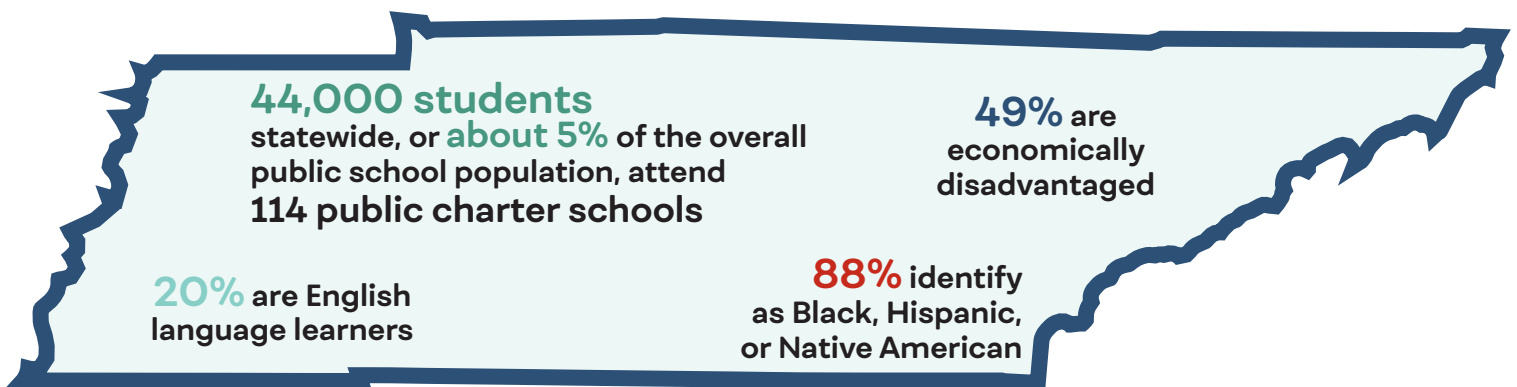 44,000 students
statewide, or about 5% of the overall
public school population, attend
114 public charter schools
49% are
economically
disadvantaged
20% are English
language learners
88% identify
as Black, Hispanic,
or Native American